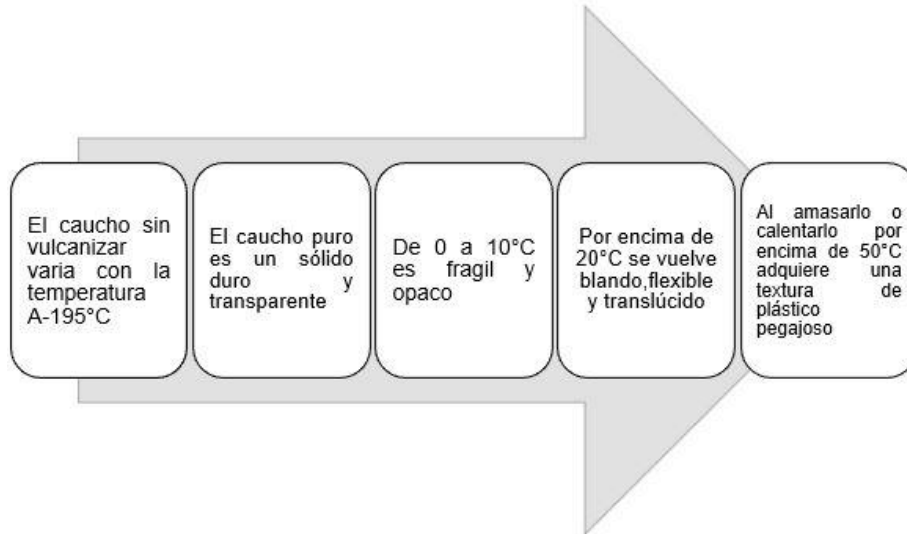 El caucho sin
vulcanizar
varia con la
temperatura
A-195°C
El caucho puro
es un sólido
duro y
transparente
De 0 a 10°C
es fragil y
opaco
Por encima de
20°C se vuelve
blando,flexible
y translúcido
Al amasarlo o
calentarlo por
encima de 50°C
adquiere una
textura de
plástico
pegajoso